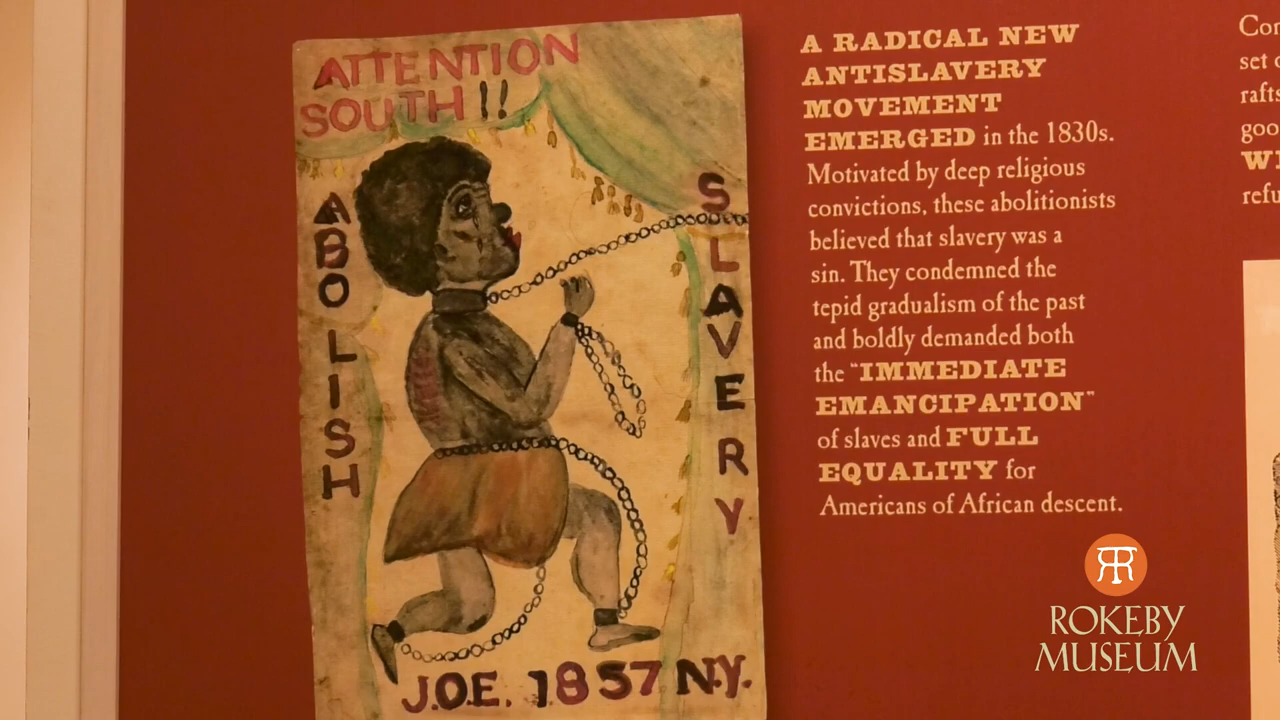 ATTENTION
SOUTH!!
ABOLISH
SLAVERY
J.O.E. 1857 N.Y.
A RADICAL NEW
ANTISLAVERY
MOVEMENT
EMERGED in the 1830s.
Motivated by deep religious
convictions, these abolitionists
believed that slavery was a
sin. They condemned the
tepid gradualism of the past
and boldly demanded both
the "IMMEDIATE
EMANCIPATION"
of slaves and FULL
EQUALITY for
Americans of African descent.
set
ROKEBY
MUSEUM